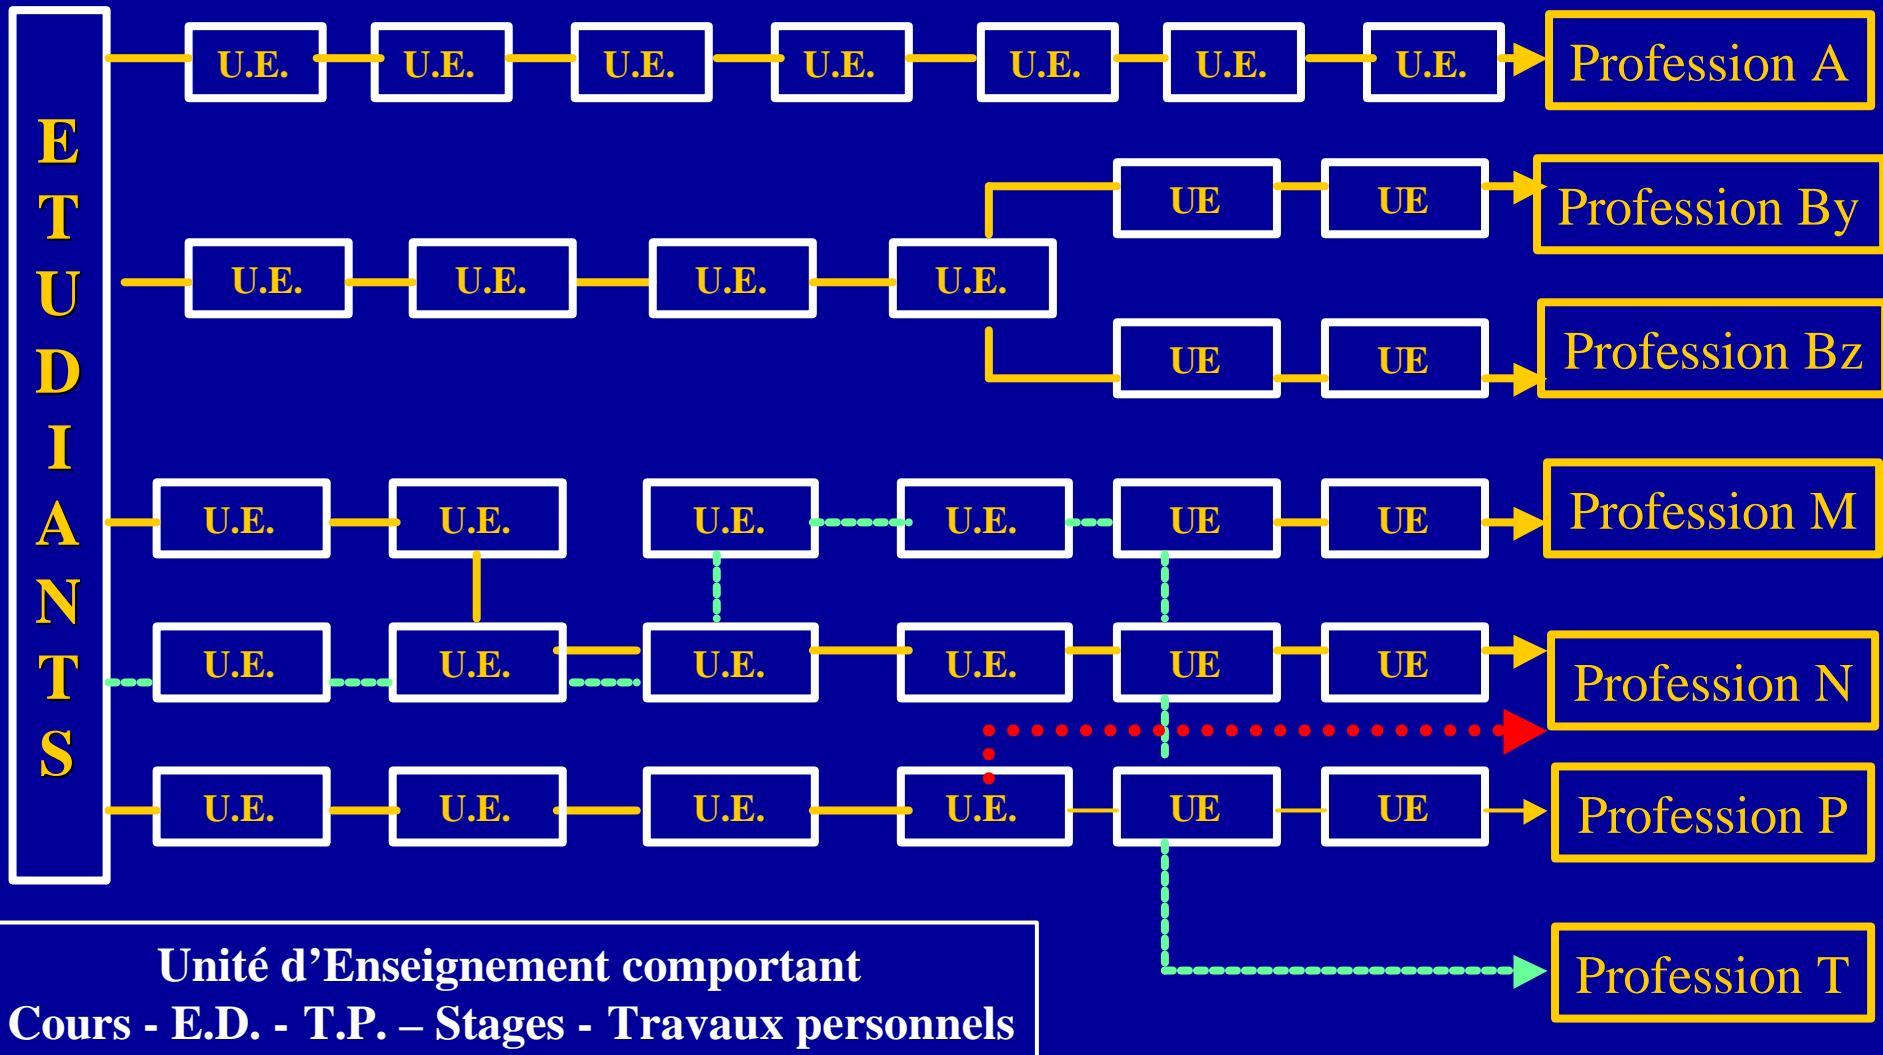 ETUDIANTS
U.E. U.E. U.E. U.E. U.E. U.E. U.E. Profession A
UE UE Profession By
U.E. U.E. U.E. U.E.
UE UE Profession Bz
U.E. U.E. U.E. U.E. UE UE Profession M
U.E. U.E. U.E. U.E. UE UE Profession N
U.E. U.E. U.E. U.E. UE UE Profession P
Profession T
Unité d’Enseignement comportant
Cours - E.D. - T.P. – Stages - Travaux personnels